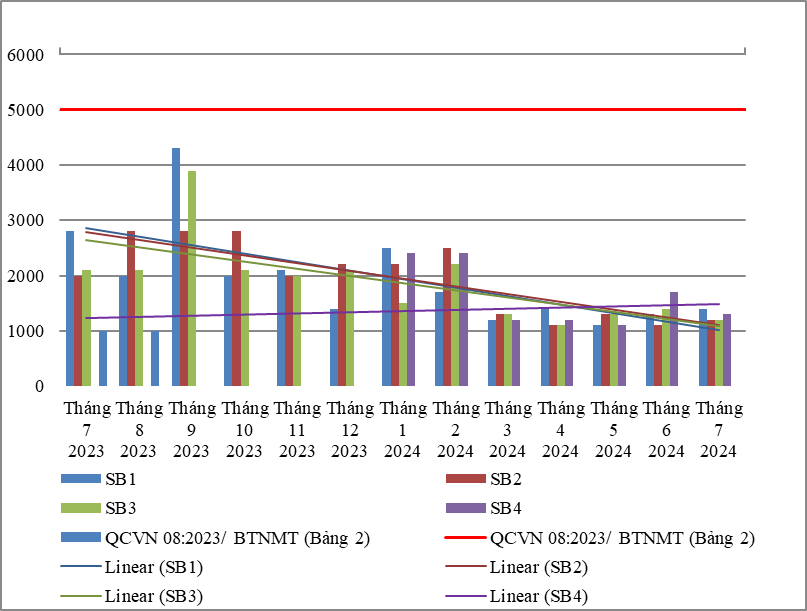 6000
5000
4000
3000
2000
1000
0
Tháng Tháng Tháng Tháng Tháng Tháng Tháng Tháng Tháng Tháng Tháng Tháng Tháng
7 8 9 10 11 12 1 2 3 4 5 6 7
2023 2023 2023 2023 2023 2023 2024 2024 2024 2024 2024 2024 2024
SB1 SB2
SB3 SB4
QCVN 08:2023/ BTNMT (Bảng 2) QCVN 08:2023/ BTNMT (Bảng 2)
Linear (SB1) Linear (SB2)
Linear (SB3) Linear (SB4)